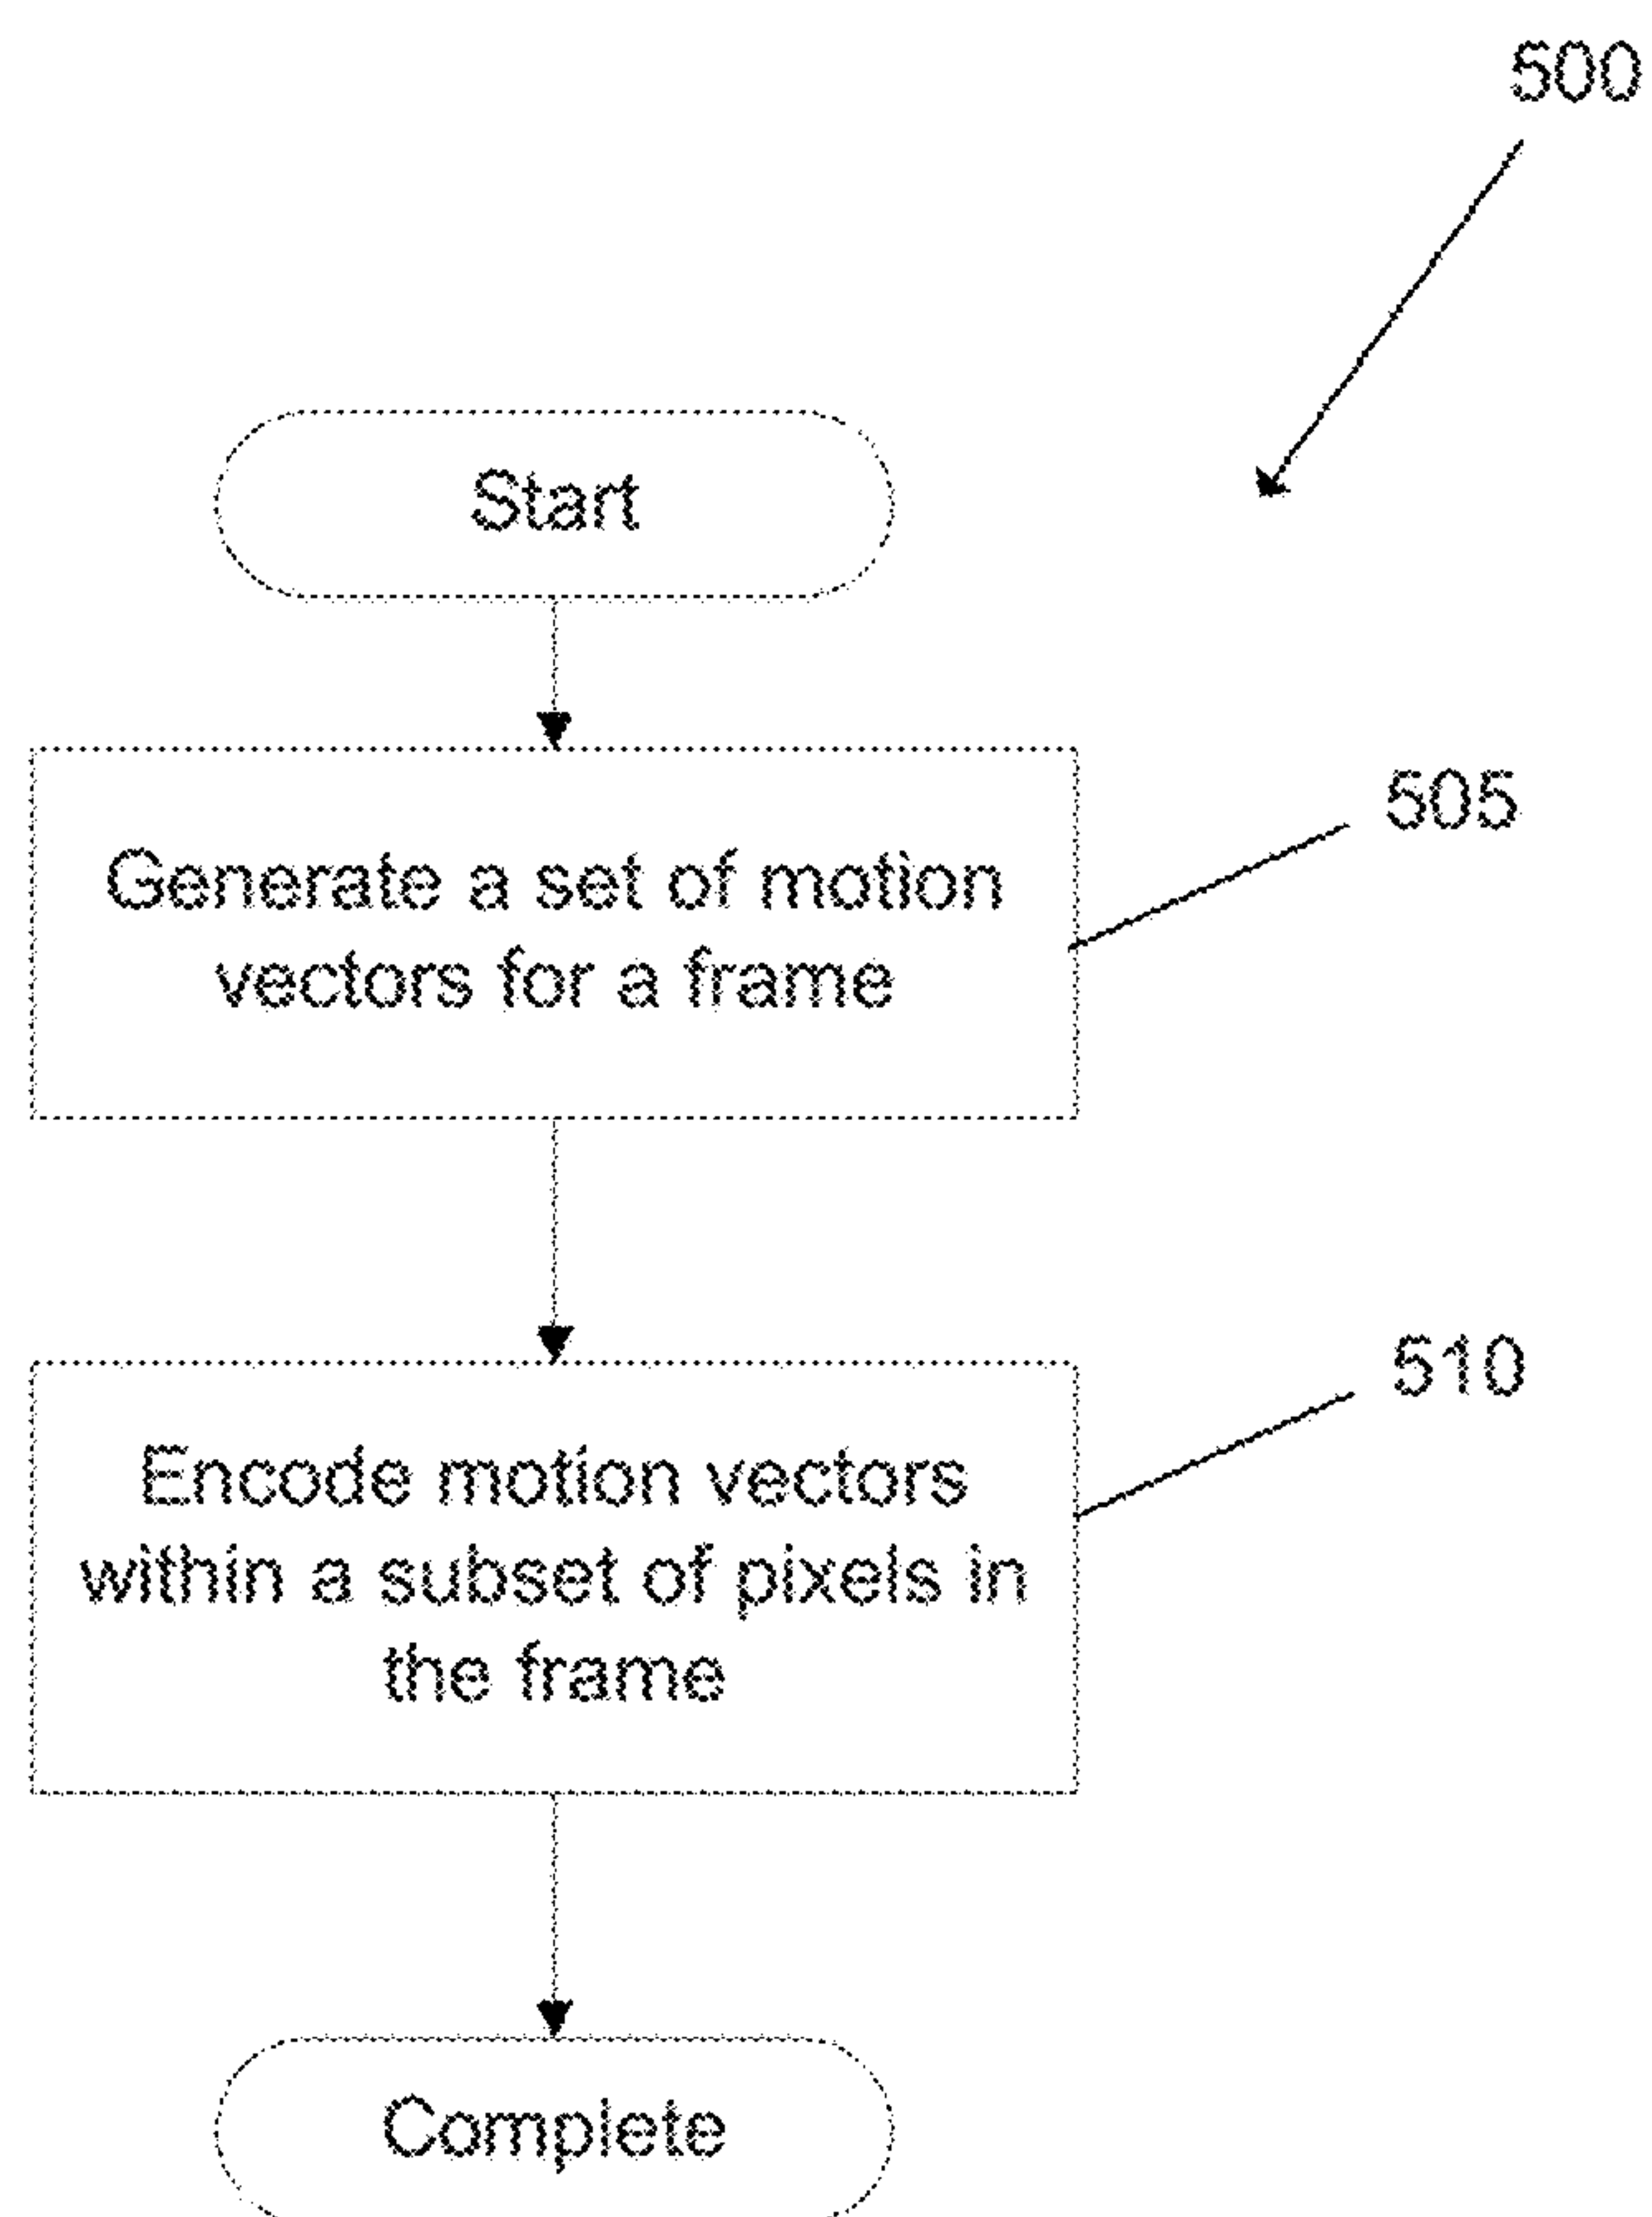 500
Start
505
Generate a set of motion
vectors for a frame
510
Encode motion vectors
within a subset of pixels in
the frame
Complete